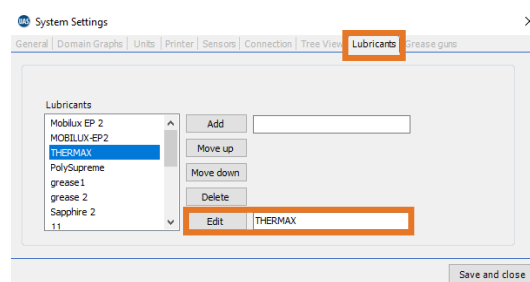 UAS System Settings
General Domain Graphs Units Printer Sensors Connection Tree View Lubricants Grease guns
Lubricants
Mobilux EP 2
MOBILUX-EP2
THERMAX
PolySupreme
grease1
grease 2
Sapphire 2
11
Add
Move up
Move down
Delete
Edit THERMAX
Save and close